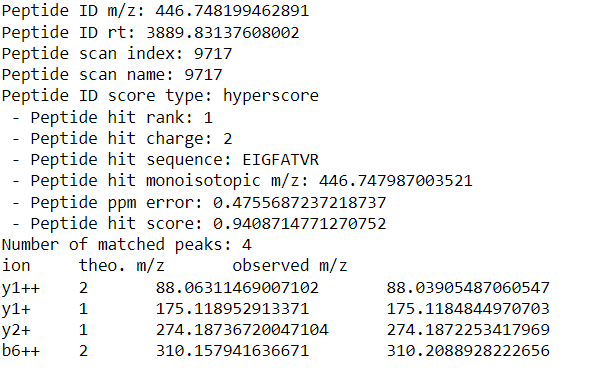 Peptide ID m/z: 446.748199462891
Peptide ID rt: 3889.83137608002
Peptide scan index: 9717
Peptide scan name: 9717
Peptide ID score type: hyperscore
- Peptide hit rank: 1
- Peptide hit charge: 2
- Peptide hit sequence: EIGFATVR
- Peptide hit monoisotopic m/z: 446.747987003521
- Peptide ppm error: 0.4755687237218737
- Peptide hit score: 0.9408714771270752
Number of matched peaks: 4
ion theo. m/z observed m/z
y1++ 2 88.06311469007102 88.03905487060547
y1+ 1 175.118952913371 175.1184844970703
y2+ 1 274.18736720047104 274.1872253417969
b6++ 2 310.157941636671 310.2088928222656